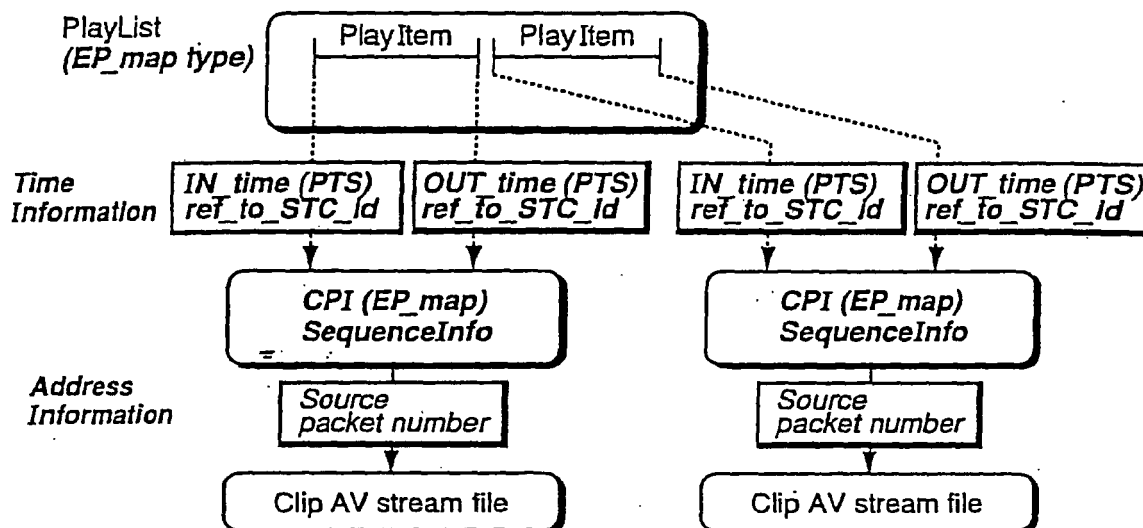 PlayList
(EP_map type)
PlayItem PlayItem
Time
Information
IN_time (PTS)
ref_to_STC_id
OUT_time (PTS)
ref_to_STC_id
IN_time (PTS)
ref_to_STC_id
OUT_time (PTS)
ref_to_STC_id
CPI (EP_map)
SequenceInfo
CPI (EP_map)
SequenceInfo
Address
Information
Source
packet number
Source
packet number
Clip AV stream file
Clip AV stream file